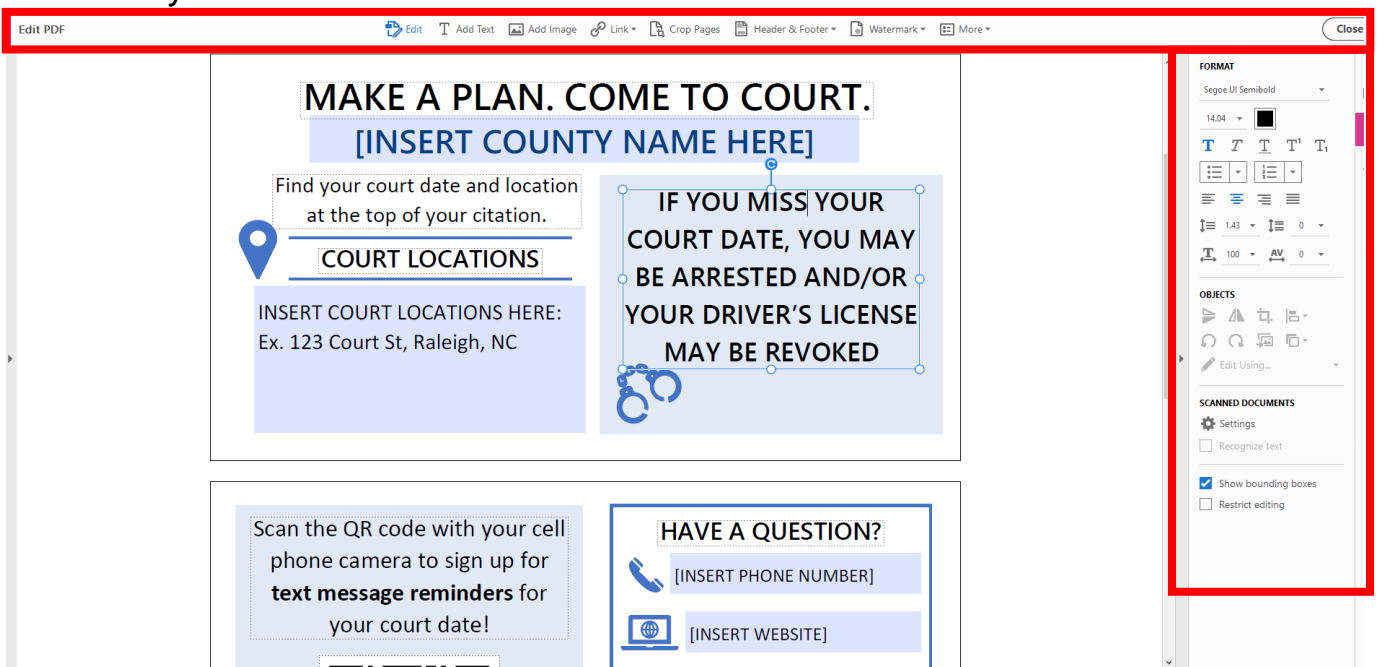 Edit PDF
Edit
Add Text
Add Image
Link
Crop Pages
Header & Footer
Watermark
More
Close
MAKE A PLAN. COME TO COURT.
[INSERT COUNTY NAME HERE]
Find your court date and location
at the top of your citation.
COURT LOCATIONS
INSERT COURT LOCATIONS HERE:
Ex. 123 Court St, Raleigh, NC
IF YOU MISS YOUR
COURT DATE, YOU MAY
BE ARRESTED AND/OR
YOUR DRIVER’S LICENSE
MAY BE REVOKED
Scan the QR code with your cell
phone camera to sign up for
text message reminders for
your court date!
HAVE A QUESTION?
[INSERT PHONE NUMBER]
[INSERT WEBSITE]
FORMAT
Segoe UI Semibold
14.04
T T T T¹ T₁
1.43 0
T 100 AV 0
OBJECTS
Edit Using...
SCANNED DOCUMENTS
Settings
Recognize text
Show bounding boxes
Restrict editing